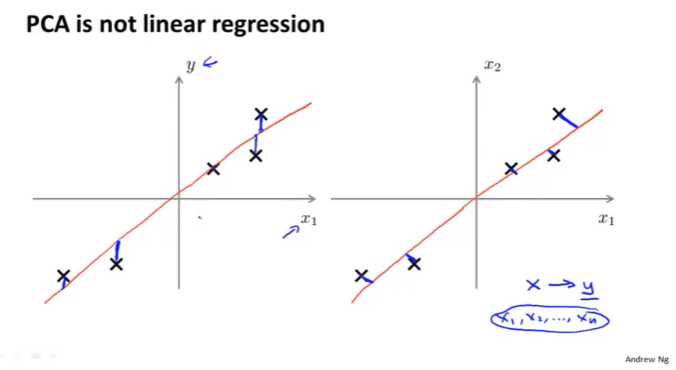 PCA is not linear regression
y
x₁
x₂
x₁
x → y
x₁, x₂, ..., xₙ
Andrew Ng